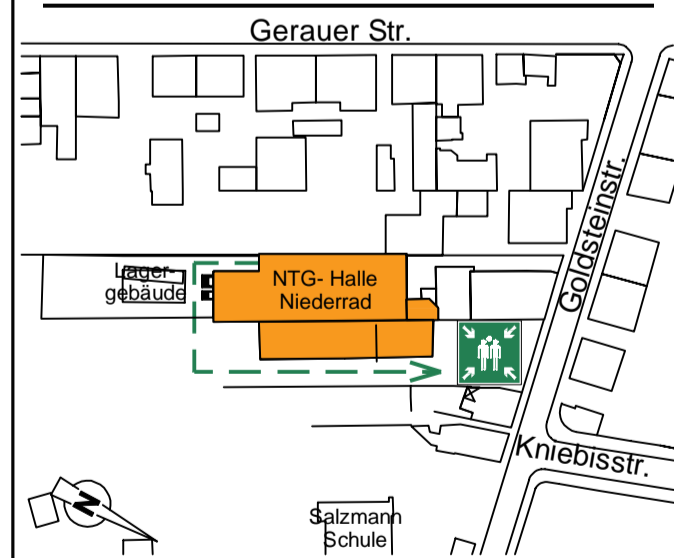 Gerauer Str.
Goldsteinstr.
Lager-
gebäude
NTG- Halle
Niederrad
Kniebisstr.
N
Salzmann
Schule